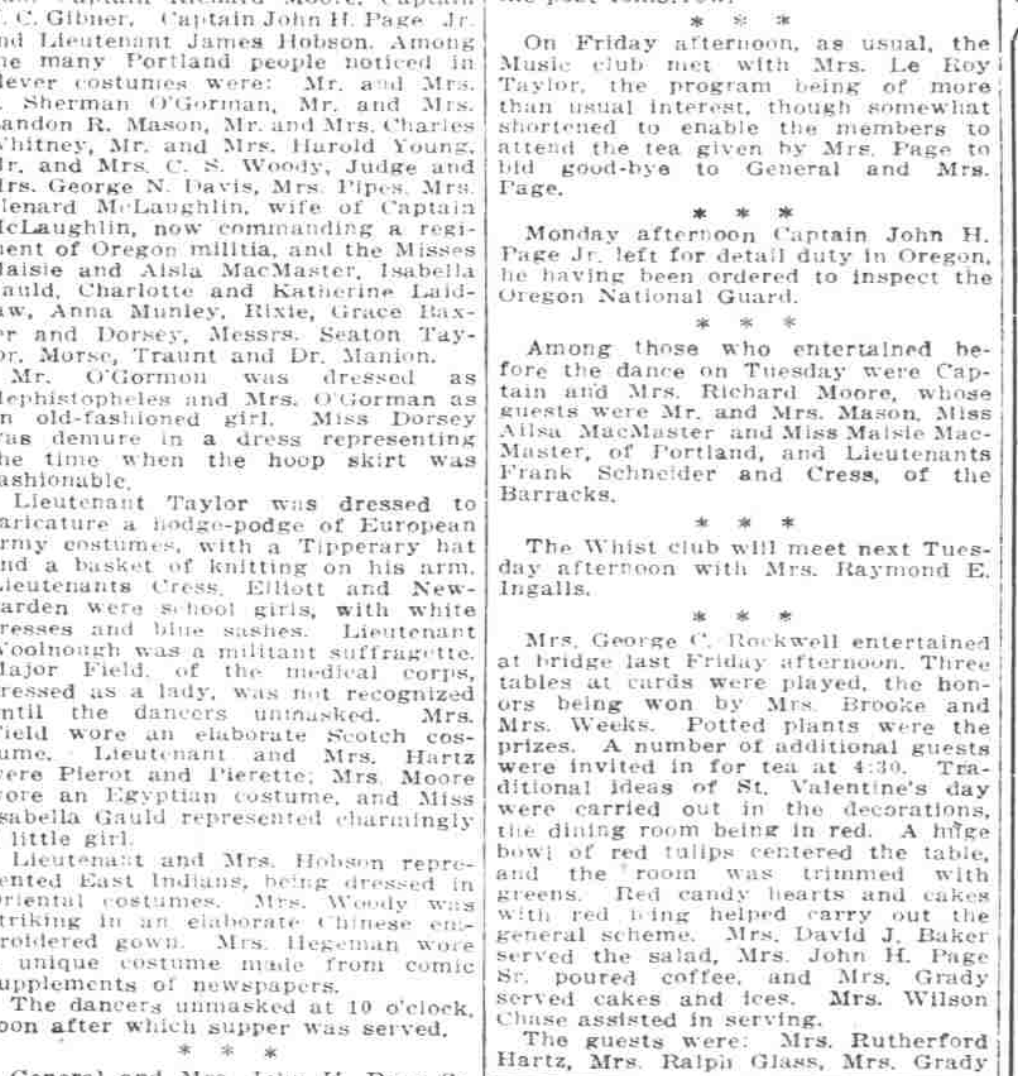 C. Gibner, Captain John H. Page Jr.
nd Lieutenant James Hobson. Among
he many Portland people noticed in
lever costumes were: Mr. and Mrs.
. Sherman O'Gorman, Mr. and Mrs.
andon R. Mason, Mr. and Mrs. Charles
Whitney, Mr. and Mrs. Harold Young,
Mr. and Mrs. C. S. Woody, Judge and
Mrs. George N. Davis, Mrs. Pipes, Mrs.
lenard McLaughlin, wife of Captain
McLaughlin, now commanding a regi-
ment of Oregon militia, and the Misses
Maisie and Aisla MacMaster, Isabella
auld, Charlotte and Katherine Laid-
aw, Anna Munley, Rixie, Grace Bax-
er and Dorsey, Messrs. Seaton Tay-
or, Morse, Traunt and Dr. Manion.
Mr. O'Gormon was dressed as
Mephistopheles and Mrs. O'Gorman as
n old-fashioned girl. Miss Dorsey
was demure in a dress representing
he time when the hoop skirt was
ashionable.
Lieutenant Taylor was dressed to
aricature a hodge-podge of European
rmy costumes, with a Tipperary hat
nd a basket of knitting on his arm.
Lieutenants Cress, Elliott and New-
arden were school girls, with white
resses and blue sashes. Lieutenant
Woolnough was a militant suffragette.
Major Field, of the medical corps,
ressed as a lady, was not recognized
ntil the dancers unmasked. Mrs.
Field wore an elaborate Scotch cos-
ume. Lieutenant and Mrs. Hartz
were Pierot and Pierette; Mrs. Moore
wore an Egyptian costume, and Miss
sabella Gauld represented charmingly
little girl.
Lieutenant and Mrs. Hobson repre-
ented East Indians, being dressed in
oriental costumes. Mrs. Woody was
striking in an elaborate Chinese em-
broidered gown. Mrs. Hegeman wore
unique costume made from comic
supplements of newspapers.
The dancers unmasked at 10 o'clock,
oon after which supper was served.
* * *
* * *
On Friday afternoon, as usual, the
Music club met with Mrs. Le Roy
Taylor, the program being of more
than usual interest, though somewhat
shortened to enable the members to
attend the tea given by Mrs. Page to
bid good-bye to General and Mrs.
Page.
* * *
Monday afternoon Captain John H.
Page Jr. left for detail duty in Oregon,
he having been ordered to inspect the
Oregon National Guard.
* * *
Among those who entertained be-
fore the dance on Tuesday were Cap-
tain and Mrs. Richard Moore, whose
guests were Mr. and Mrs. Mason, Miss
Ailsa MacMaster and Miss Maisie Mac-
Master, of Portland, and Lieutenants
Frank Schneider and Cress, of the
Barracks.
* * *
The Whist club will meet next Tues-
day afternoon with Mrs. Raymond E.
Ingalls.
* * *
Mrs. George C. Rockwell entertained
at bridge last Friday afternoon. Three
tables at cards were played, the hon-
ors being won by Mrs. Brooke and
Mrs. Weeks. Potted plants were the
prizes. A number of additional guests
were invited in for tea at 4:30. Tra-
ditional ideas of St. Valentine's day
were carried out in the decorations,
the dining room being in red. A huge
bowl of red tulips centered the table,
and the room was trimmed with
greens. Red candy hearts and cakes
with red icing helped carry out the
general scheme. Mrs. David J. Baker
served the salad, Mrs. John H. Page
Sr. poured coffee, and Mrs. Grady
served cakes and ices. Mrs. Wilson
Chase assisted in serving.
The guests were: Mrs. Rutherford
Hartz, Mrs. Ralph Glass, Mrs. Grady